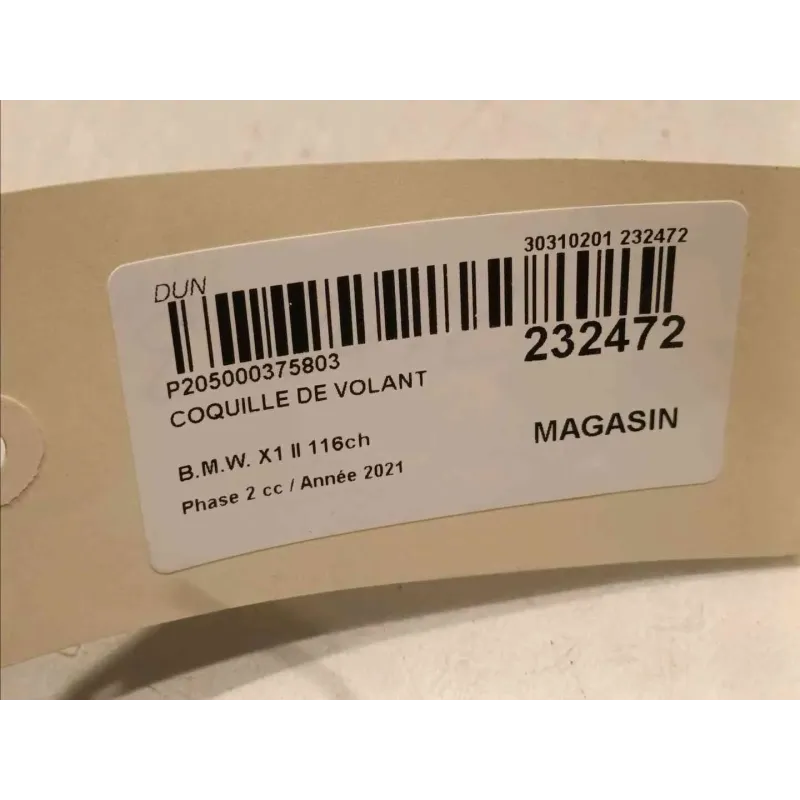 DUN
30310201 232472
P205000375803
232472
COQUILLE DE VOLANT
B.M.W. X1 II 116ch
MAGASIN
Phase 2 cc / Année 2021